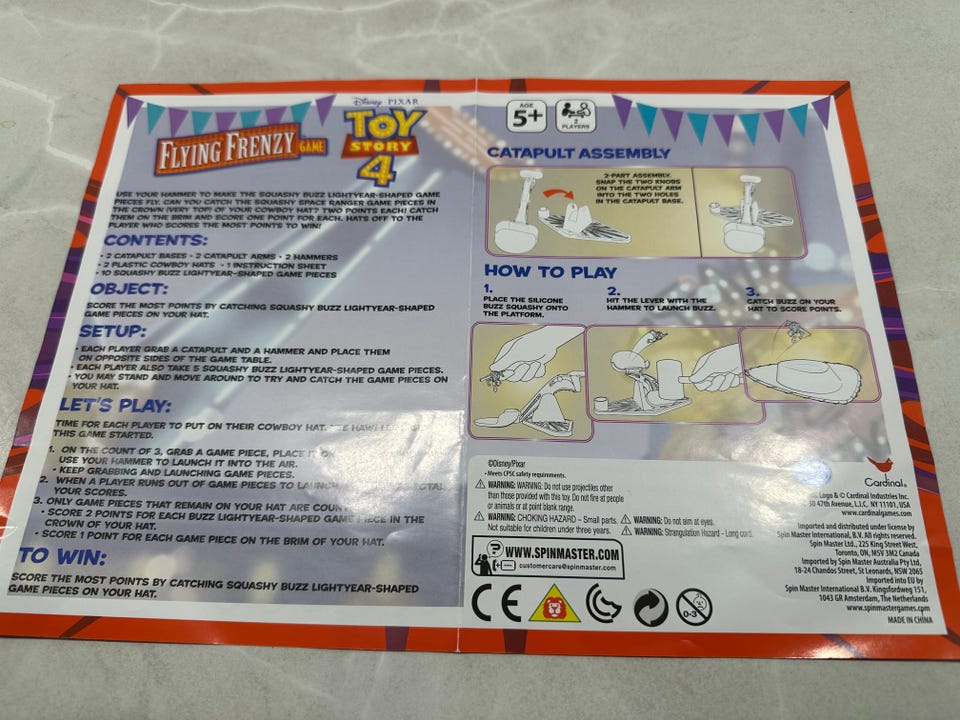 Disney · PIXAR
TOY
STORY
4
FLYING FRENZY GAME
USE YOUR HAMMER TO MAKE THE SQUASHY BUZZ LIGHTYEAR-SHAPED GAME
PIECES FLY. CAN YOU CATCH THE SQUASHY SPACE RANGER GAME PIECES IN
THE CROWN (VERY TOP) OF YOUR COWBOY HAT? TWO POINTS EACH! CATCH
THEM ON THE BRIM AND SCORE ONE POINT FOR EACH. HATS OFF TO THE
PLAYER WHO SCORES THE MOST POINTS TO WIN!
CONTENTS:
• 2 CATAPULT BASES • 2 CATAPULT ARMS • 2 HAMMERS
• 2 PLASTIC COWBOY HATS • 1 INSTRUCTION SHEET
• 10 SQUASHY BUZZ LIGHTYEAR-SHAPED GAME PIECES
OBJECT:
SCORE THE MOST POINTS BY CATCHING SQUASHY BUZZ LIGHTYEAR-SHAPED
GAME PIECES ON YOUR HAT.
SETUP:
• EACH PLAYER GRAB A CATAPULT AND A HAMMER AND PLACE THEM
ON OPPOSITE SIDES OF THE GAME TABLE.
• EACH PLAYER ALSO TAKE 5 SQUASHY BUZZ LIGHTYEAR-SHAPED GAME PIECES.
• YOU MAY STAND AND MOVE AROUND TO TRY AND CATCH THE GAME PIECES ON
YOUR HAT.
LET'S PLAY:
TIME FOR EACH PLAYER TO PUT ON THEIR COWBOY HAT. HAW!
THIS GAME STARTED.
1. ON THE COUNT OF 3, GRAB A GAME PIECE, PLACE IT
USE YOUR HAMMER TO LAUNCH IT INTO THE AIR.
• KEEP GRABBING AND LAUNCHING GAME PIECES.
2. WHEN A PLAYER RUNS OUT OF GAME PIECES TO LAUNCH TOTAL
YOUR SCORES.
3. ONLY GAME PIECES THAT REMAIN ON YOUR HAT ARE
• SCORE 2 POINTS FOR EACH BUZZ LIGHTYEAR-SHAPED GAME PIECE IN THE
CROWN OF YOUR HAT.
• SCORE 1 POINT FOR EACH GAME PIECE ON THE BRIM OF YOUR HAT.
TO WIN:
SCORE THE MOST POINTS BY CATCHING SQUASHY BUZZ LIGHTYEAR-SHAPED
GAME PIECES ON YOUR HAT.
AGE
5+
2
PLAYERS
CATAPULT ASSEMBLY
2-PART ASSEMBLY.
SNAP THE TWO KNOBS
ON THE CATAPULT ARM
INTO THE TWO HOLES
IN THE CATAPULT BASE.
HOW TO PLAY
1.
PLACE THE SILICONE
BUZZ SQUASHY ONTO
THE PLATFORM.
2.
HIT THE LEVER WITH THE
HAMMER TO LAUNCH BUZZ.
3.
CATCH BUZZ ON YOUR
HAT TO SCORE POINTS.
©Disney/Pixar
• Meets CPSC safety requirements.
WARNING: WARNING: Do not use projectiles other
than those provided with this toy. Do not fire at people
or animals or at point blank range.
WARNING: CHOKING HAZARD – Small parts.
Not suitable for children under three years.
WARNING: Do not aim at eyes.
WARNING: Strangulation Hazard – Long cord.
WWW.SPINMASTER.COM
customercare@spinmaster.com
CE
0-3
Cardinal®
Logo & © Cardinal Industries Inc.
47th Avenue, L.I.C. NY 11101, USA
www.cardinalgames.com
Imported and distributed under license by
Spin Master International, B.V. All rights reserved.
Spin Master Ltd., 225 King Street West,
Toronto, ON, M5V 3M2 Canada
Imported by Spin Master Australia Pty Ltd,
18-24 Chandos Street, St Leonards, NSW 2065
Imported into EU by
Spin Master International B.V. Kingsfordweg 151,
1043 GR Amsterdam, The Netherlands
www.spinmastergames.com
MADE IN CHINA